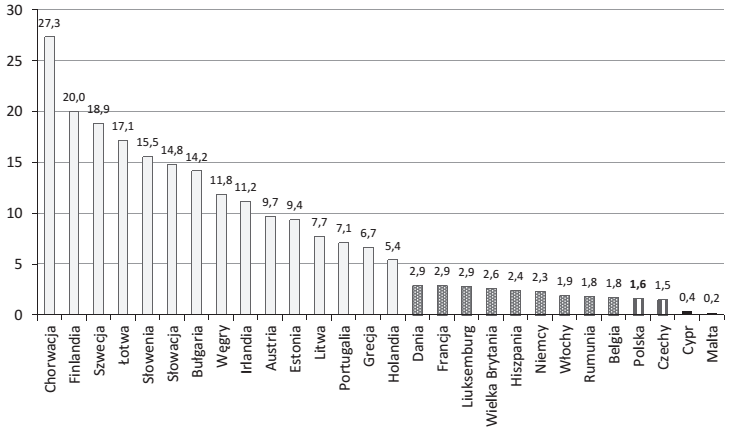 30
25
20
15
10
5
0
27,3
20,0
18,9
17,1
15,5
14,8
14,2
11,8
11,2
9,7
9,4
7,7
7,1
6,7
5,4
2,9
2,9
2,9
2,6
2,4
2,3
1,9
1,8
1,8
1,6
1,5
0,4
0,2
Chorwacja
Finlandia
Szwecja
Łotwa
Słowenia
Słowacja
Bułgaria
Węgry
Irlandia
Austria
Estonia
Litwa
Portugalia
Grecja
Holandia
Dania
Francja
Liuksemburg
Wielka Brytania
Hiszpania
Niemcy
Włochy
Rumunia
Belgia
Polska
Czechy
Cypr
Malta